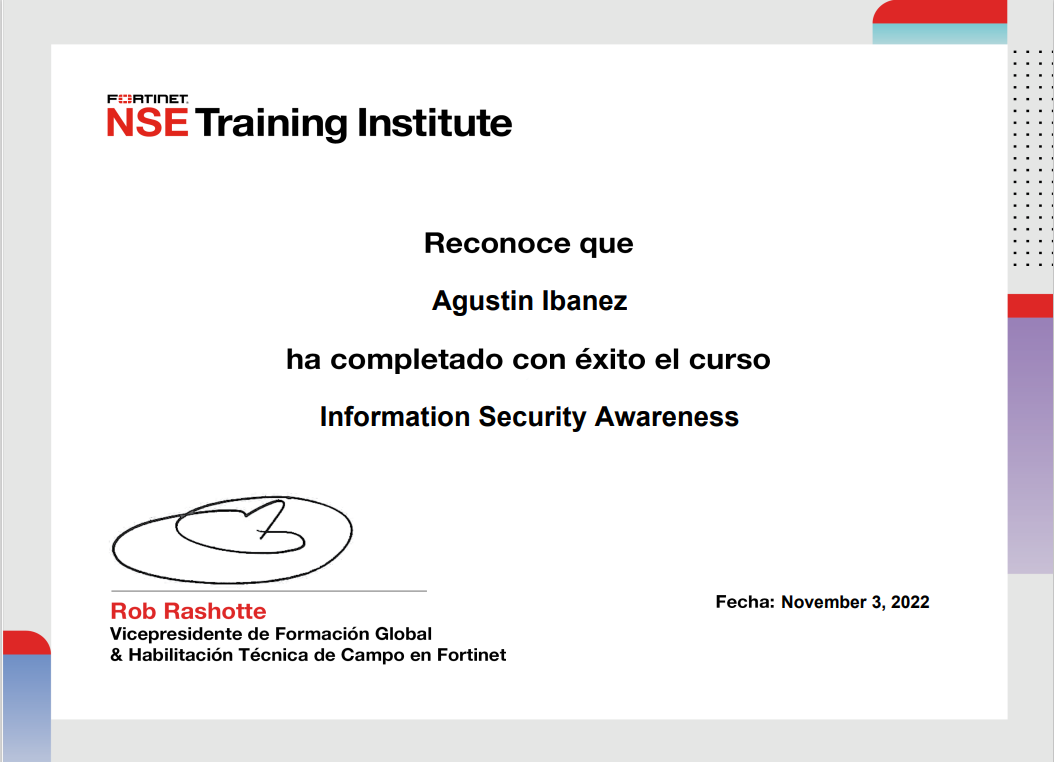 FORTINET
NSE Training Institute
Reconoce que
Agustin Ibanez
ha completado con éxito el curso
Information Security Awareness
Rob Rashotte
Vicepresidente de Formación Global
& Habilitación Técnica de Campo en Fortinet
Fecha: November 3, 2022